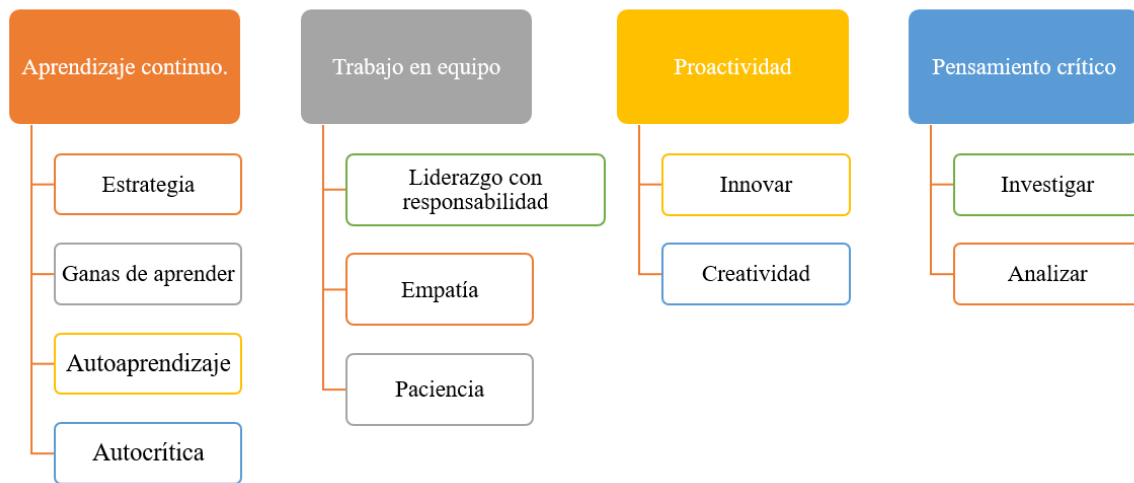 Aprendizaje continuo.
Estrategia
Ganas de aprender
Autoaprendizaje
Autocrítica
Trabajo en equipo
Liderazgo con
responsabilidad
Empatía
Paciencia
Proactividad
Innovar
Creatividad
Pensamiento crítico
Investigar
Analizar